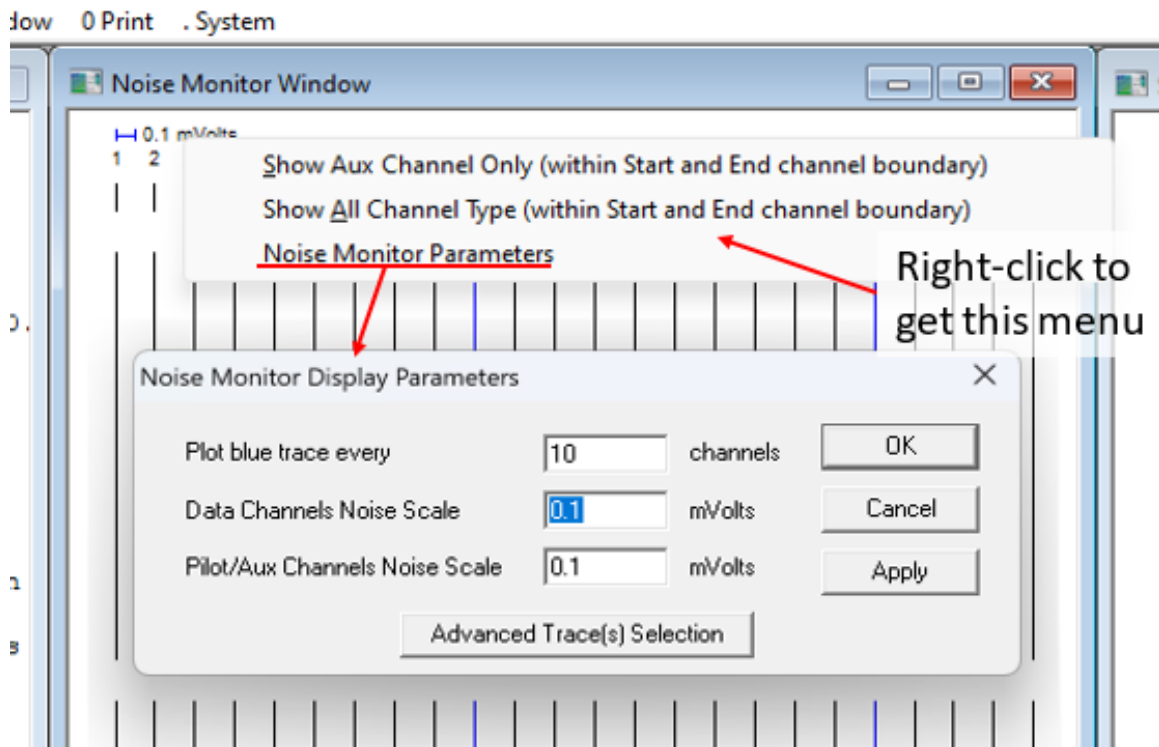 dow 0 Print . System
Noise Monitor Window
0.1 mVolts
1 2
Show Aux Channel Only (within Start and End channel boundary)
Show All Channel Type (within Start and End channel boundary)
Noise Monitor Parameters
Right-click to
get this menu
Noise Monitor Display Parameters
Plot blue trace every 10 channels OK
Data Channels Noise Scale 0.1 mVolts Cancel
Pilot/Aux Channels Noise Scale 0.1 mVolts Apply
Advanced Trace(s) Selection